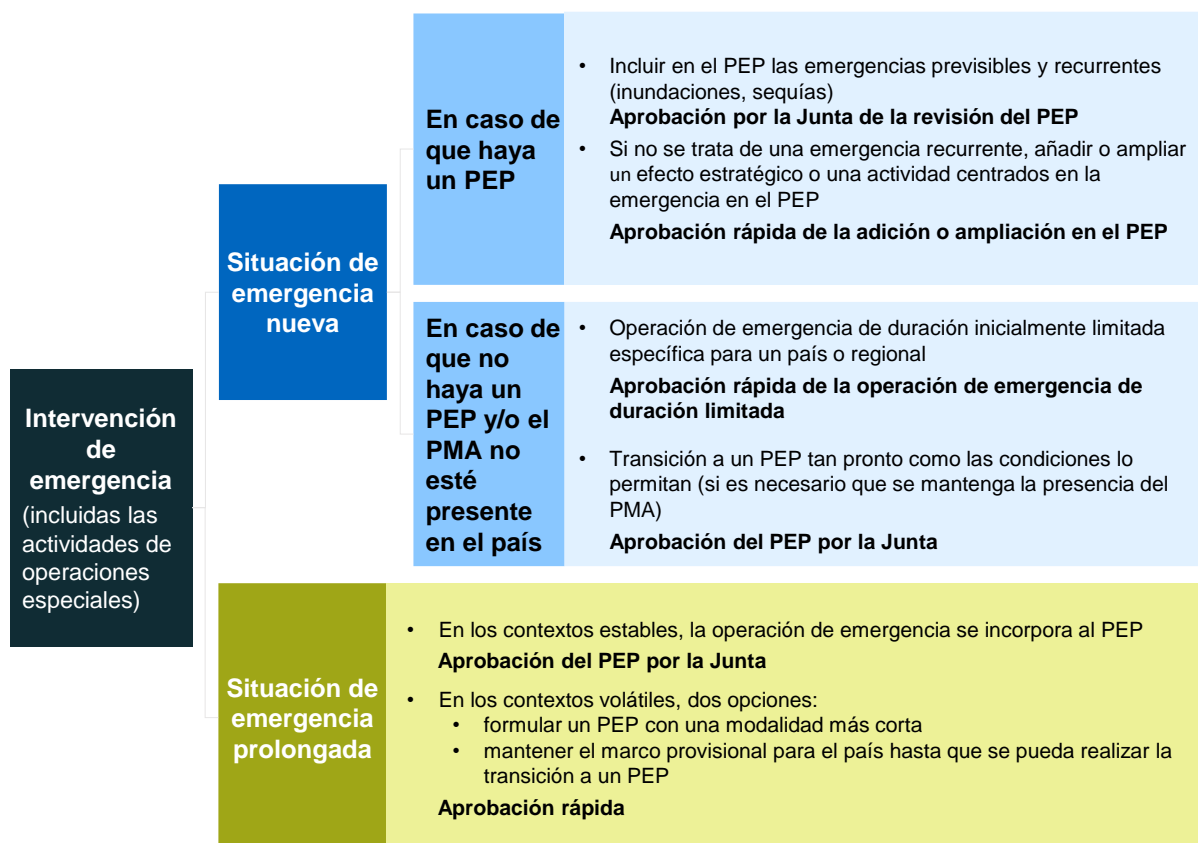 Intervención
de
emergencia
(incluidas las
actividades de
operaciones
especiales)
Situación de
emergencia
nueva
En caso de
que haya
un PEP
• Incluir en el PEP las emergencias previsibles y recurrentes
(inundaciones, sequías)
Aprobación por la Junta de la revisión del PEP
• Si no se trata de una emergencia recurrente, añadir o ampliar
un efecto estratégico o una actividad centrados en la
emergencia en el PEP
Aprobación rápida de la adición o ampliación en el PEP
En caso de
que no
haya un
PEP y/o el
PMA no
esté
presente
en el país
• Operación de emergencia de duración inicialmente limitada
específica para un país o regional
Aprobación rápida de la operación de emergencia de
duración limitada
• Transición a un PEP tan pronto como las condiciones lo
permitan (si es necesario que se mantenga la presencia del
PMA)
Aprobación del PEP por la Junta
Situación de
emergencia
prolongada
• En los contextos estables, la operación de emergencia se incorpora al PEP
Aprobación del PEP por la Junta
• En los contextos volátiles, dos opciones:
• formular un PEP con una modalidad más corta
• mantener el marco provisional para el país hasta que se pueda realizar la
transición a un PEP
Aprobación rápida